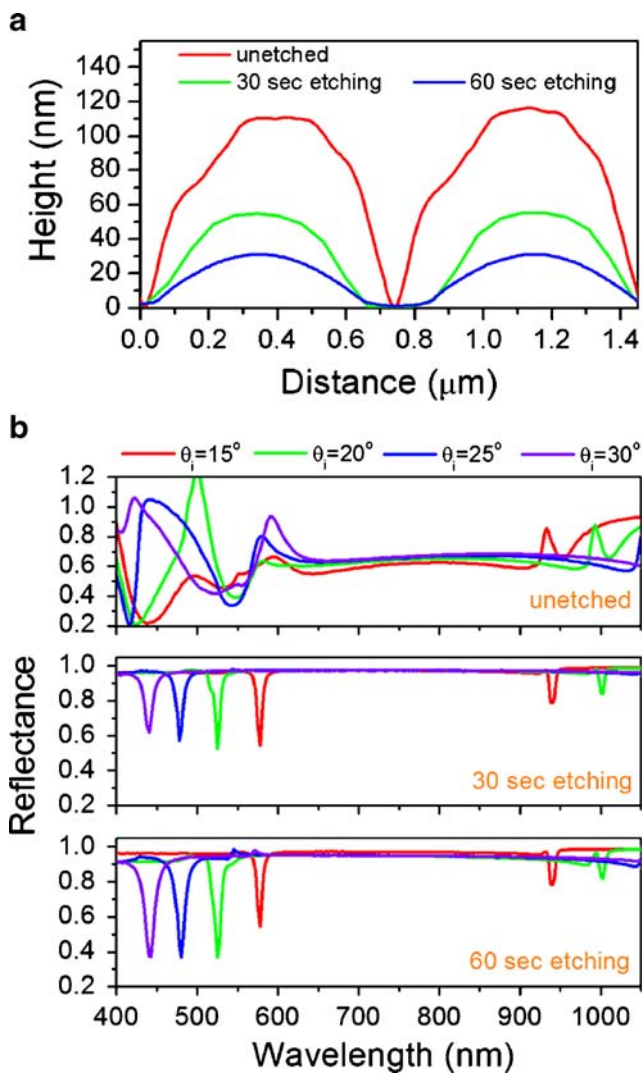 a
unetched
30 sec etching 60 sec etching
140
120
100
80
60
40
20
0
Height (nm)
0.0 0.2 0.4 0.6 0.8 1.0 1.2 1.4
Distance (μm)
b
θi=15° θi=20° θi=25° θi=30°
1.2
1.0
0.8
0.6
0.4
0.2
unetched
1.0
0.8
0.6
0.4
0.2
30 sec etching
1.0
0.8
0.6
0.4
0.2
60 sec etching
Reflectance
400 500 600 700 800 900 1000
Wavelength (nm)